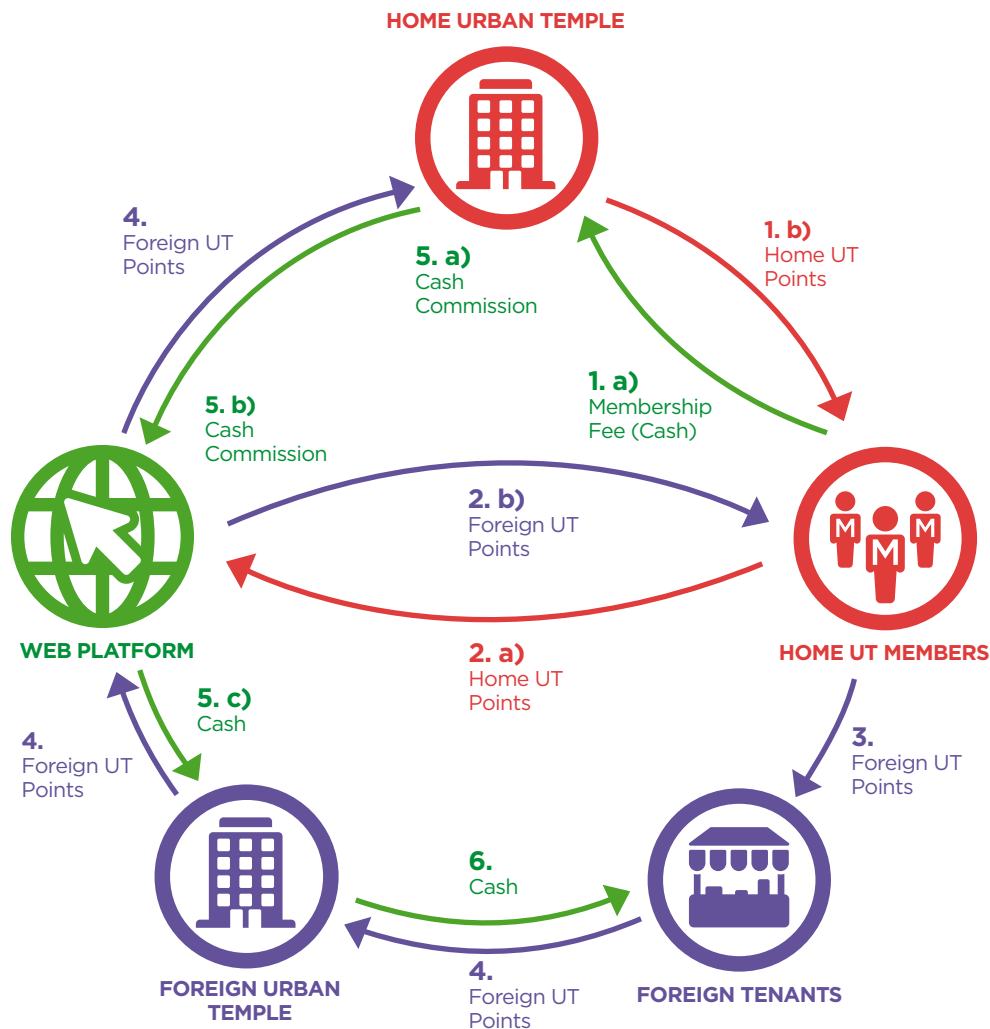 HOME URBAN TEMPLE
4.
Foreign UT
Points
5. a)
Cash
Commission
1. b)
Home UT
Points
5. b)
Cash
Commission
1. a)
Membership
Fee (Cash)
2. b)
Foreign UT
Points
M
M
M
WEB PLATFORM
2. a)
Home UT
Points
HOME UT MEMBERS
5. c)
Cash
4.
Foreign UT
Points
3.
Foreign UT
Points
6.
Cash
FOREIGN URBAN
TEMPLE
4.
Foreign UT
Points
FOREIGN TENANTS